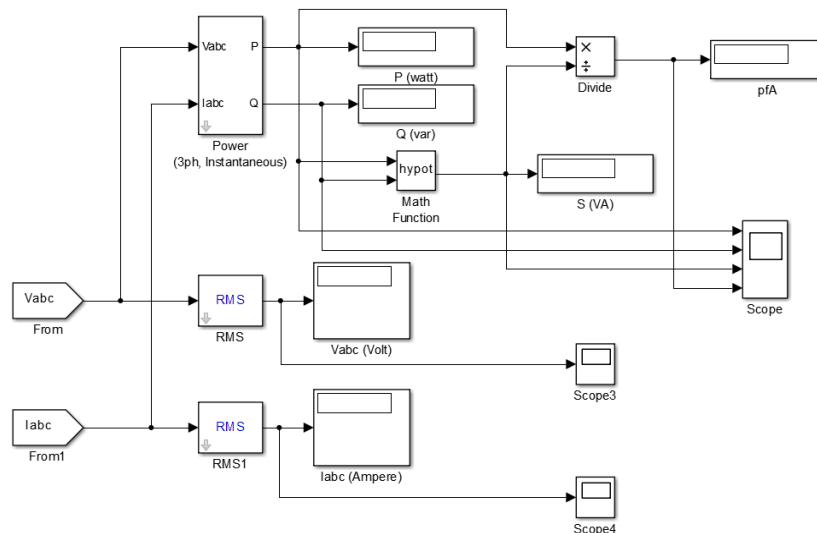 Vabc
P
P (watt)
×
÷
Divide
pfA
Iabc
Q
Q (var)
Power
(3ph, Instantaneous)
hypot
Math
Function
S (VA)
Scope
Vabc
From
RMS
RMS
Vabc (Volt)
Scope3
Iabc
From1
RMS
RMS1
Iabc (Ampere)
Scope4